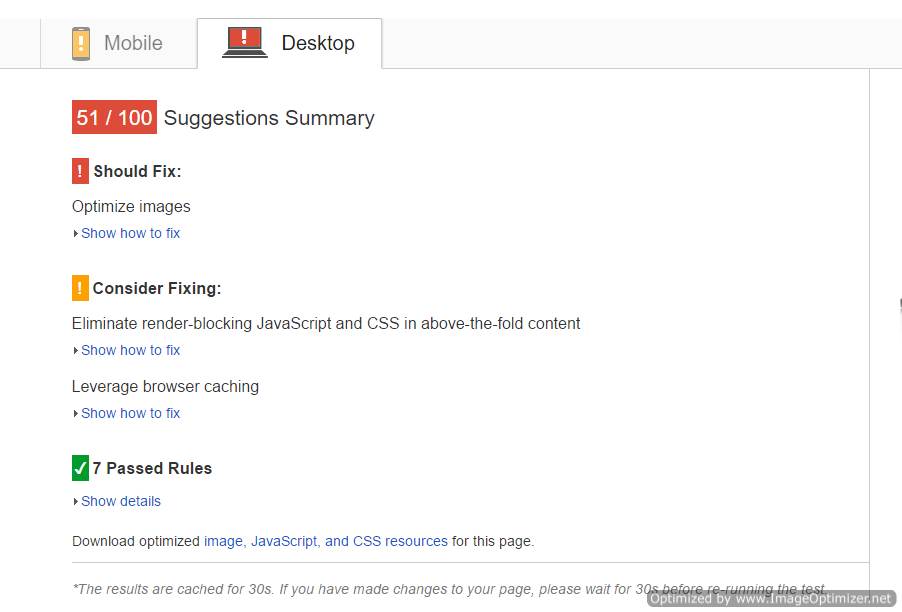 Mobile
Desktop
51 / 100 Suggestions Summary
! Should Fix:
Optimize images
Show how to fix
! Consider Fixing:
Eliminate render-blocking JavaScript and CSS in above-the-fold content
Show how to fix
Leverage browser caching
Show how to fix
7 Passed Rules
Show details
Download optimized image, JavaScript, and CSS resources for this page.
*The results are cached for 30s. If you have made changes to your page, please wait for 30s before re-running the test.
Optimized by www.ImageOptimizer.net